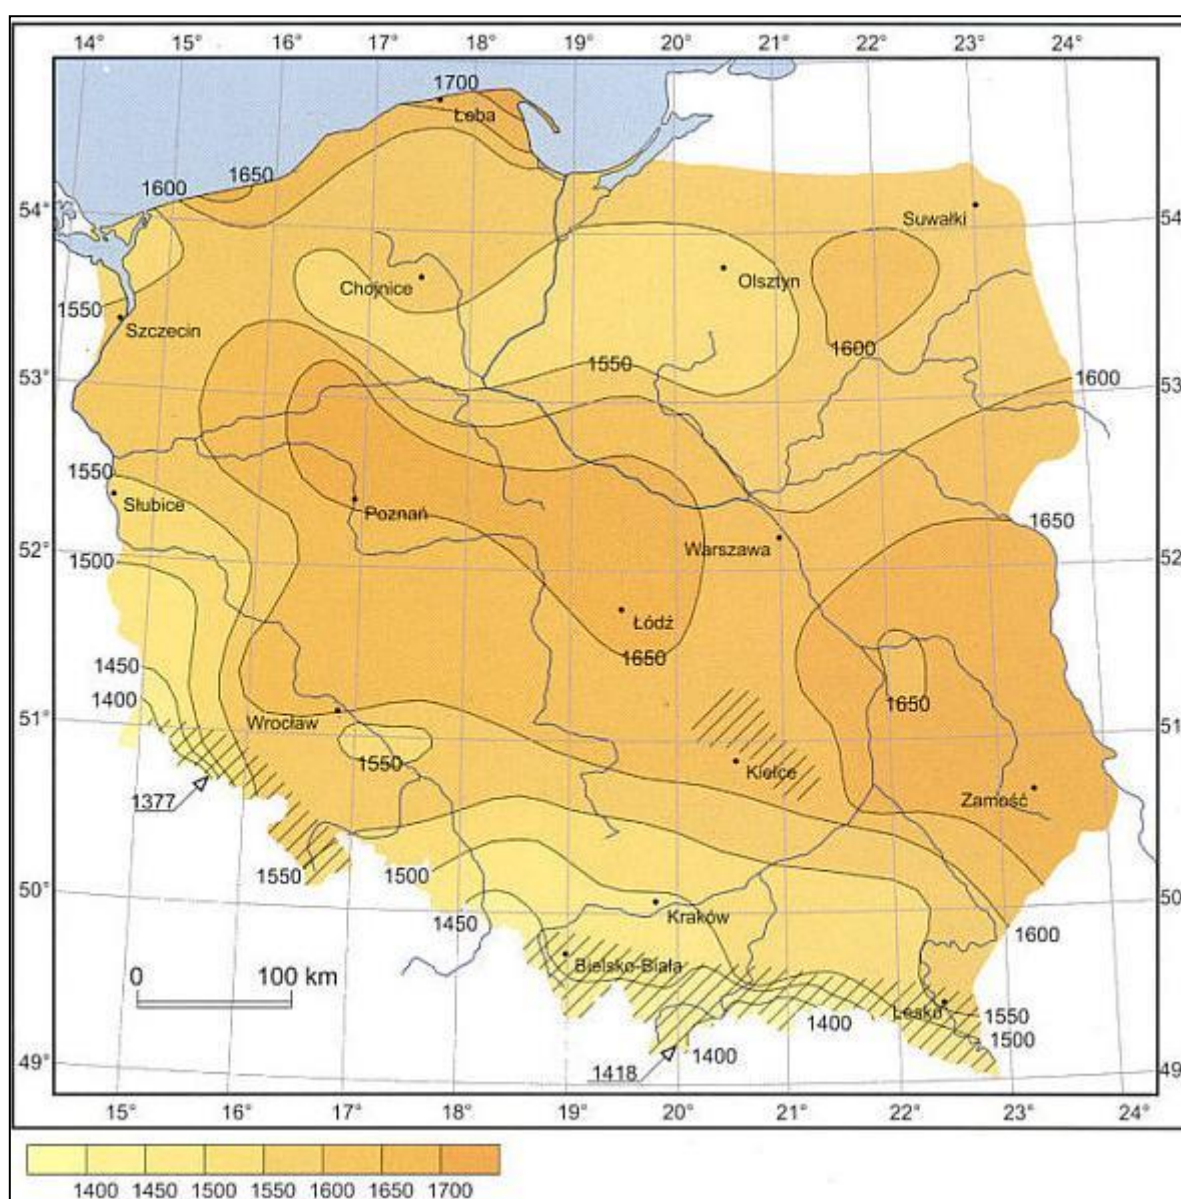 14° 15° 16° 17° 18° 19° 20° 21° 22° 23° 24°
1700
Łeba
1650
1600
54°
54
Suwałki
Olsztyn
Chojnice
1550
Szczecin
1550
1600
53°
1600
53
1550
Słubice
Poznań
1650
Warszawa
52°
52
1500
Łódź
1650
1450
1650
1400
51°
51
Wrocław
1550
Kielce
1377
Zamość
1550
1500
50°
50
Kraków
1450
1600
Bielsko-Biała
0 100 km
Lesko
1550
1400
1500
1400
49°
49
1418
15° 16° 17° 18° 19° 20° 21° 22° 23° 24°
1400 1450 1500 1550 1600 1650 1700